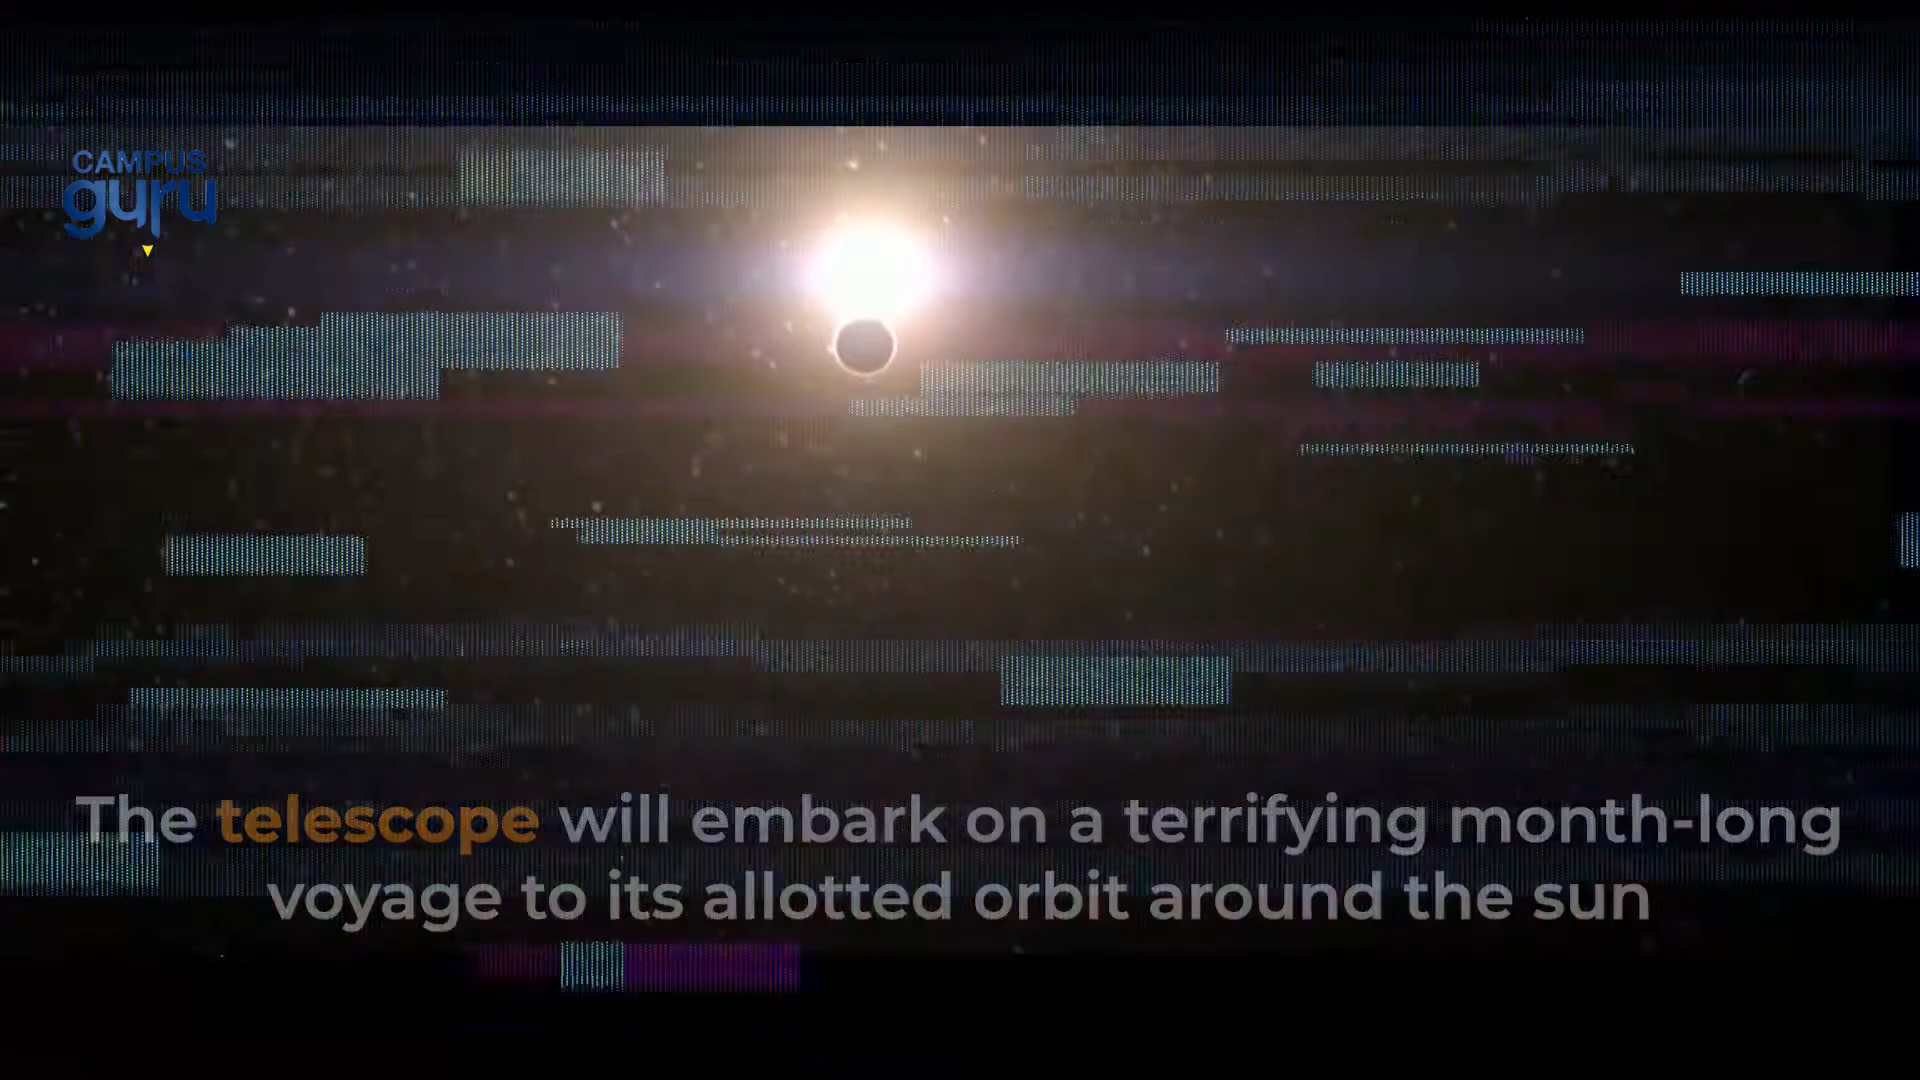 CAMPUS
guru
The telescope will embark on a terrifying month-long
voyage to its allotted orbit around the sun